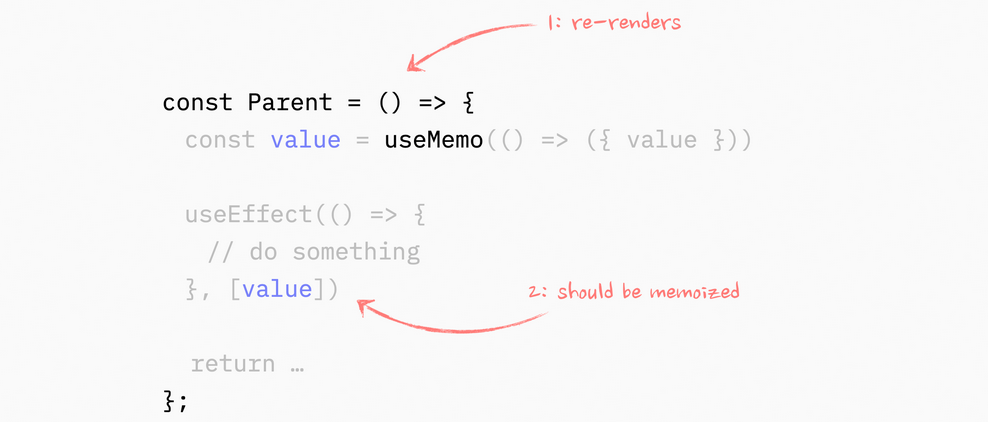 1: re-renders
const Parent = () => {
const value = useMemo(() => ({ value }))
useEffect(() => {
// do something
}, [value])
2: should be memoized
return …
};